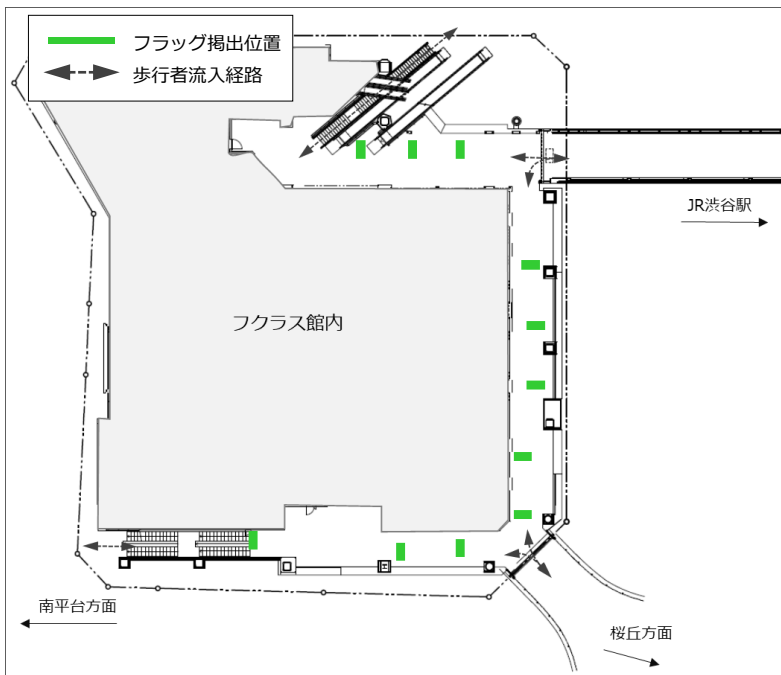 フラッグ掲出位置
歩行者流入経路
JR渋谷駅
フクラス館内
南平台方面
桜丘方面